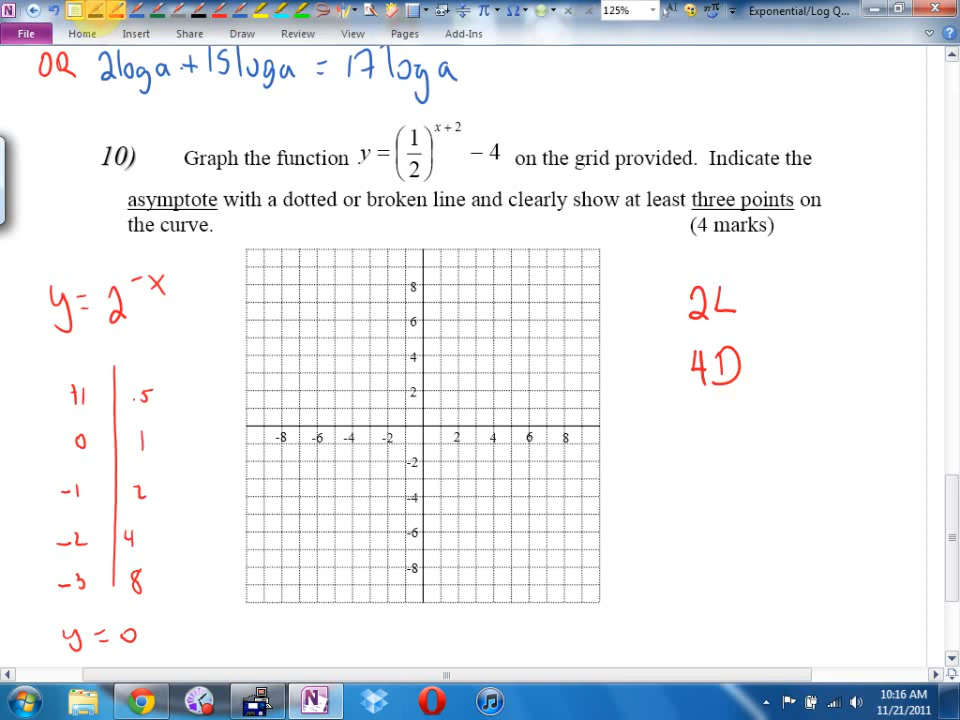 125% Exponential/Log Q...
File Home Insert Share Draw Review View Pages Add-Ins
OR 2log a + 15log a = 17 log a
10) Graph the function y = (1/2)^(x+2) − 4 on the grid provided. Indicate the
asymptote with a dotted or broken line and clearly show at least three points on
the curve. (4 marks)
y = 2^(-x)
2L
4D
+1 .5
0 1
-1 2
-2 4
-3 8
y = 0
8
6
4
2
-8 -6 -4 -2 2 4 6 8
-2
-4
-6
-8
10:16 AM
11/21/2011